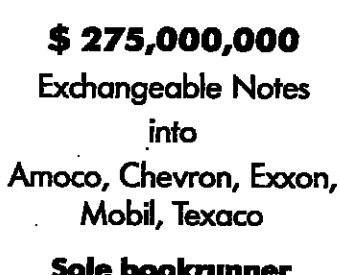 $ 275,000,000
Exchangeable Notes
into
Amoco, Chevron, Exxon,
Mobil, Texaco
Sole bookrunner